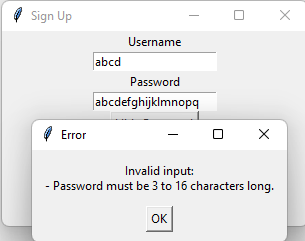 Sign Up
Username
abcd
Password
abcdefghijklmnopq
Error
Invalid input:
- Password must be 3 to 16 characters long.
OK